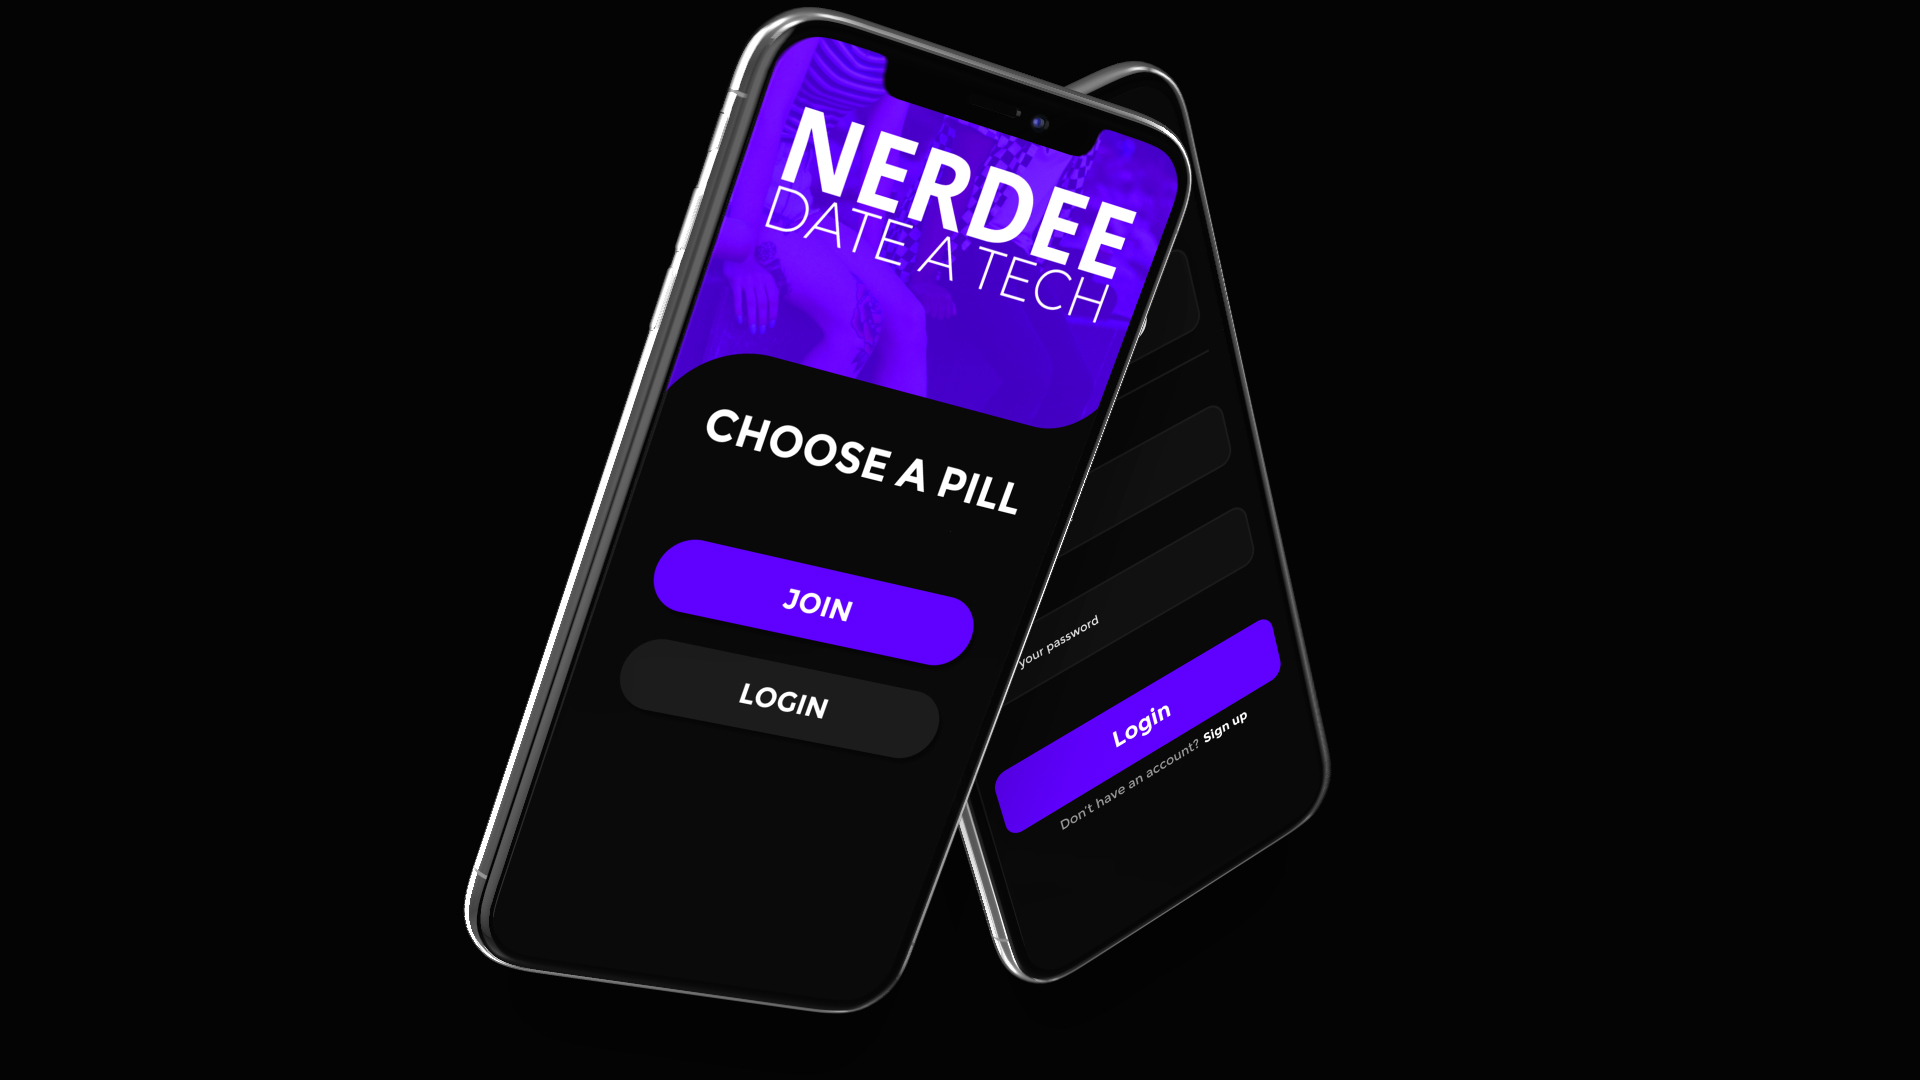 NERDEE
DATE A TECH
CHOOSE A PILL
JOIN
LOGIN
your password
Login
Don't have an account? Sign up